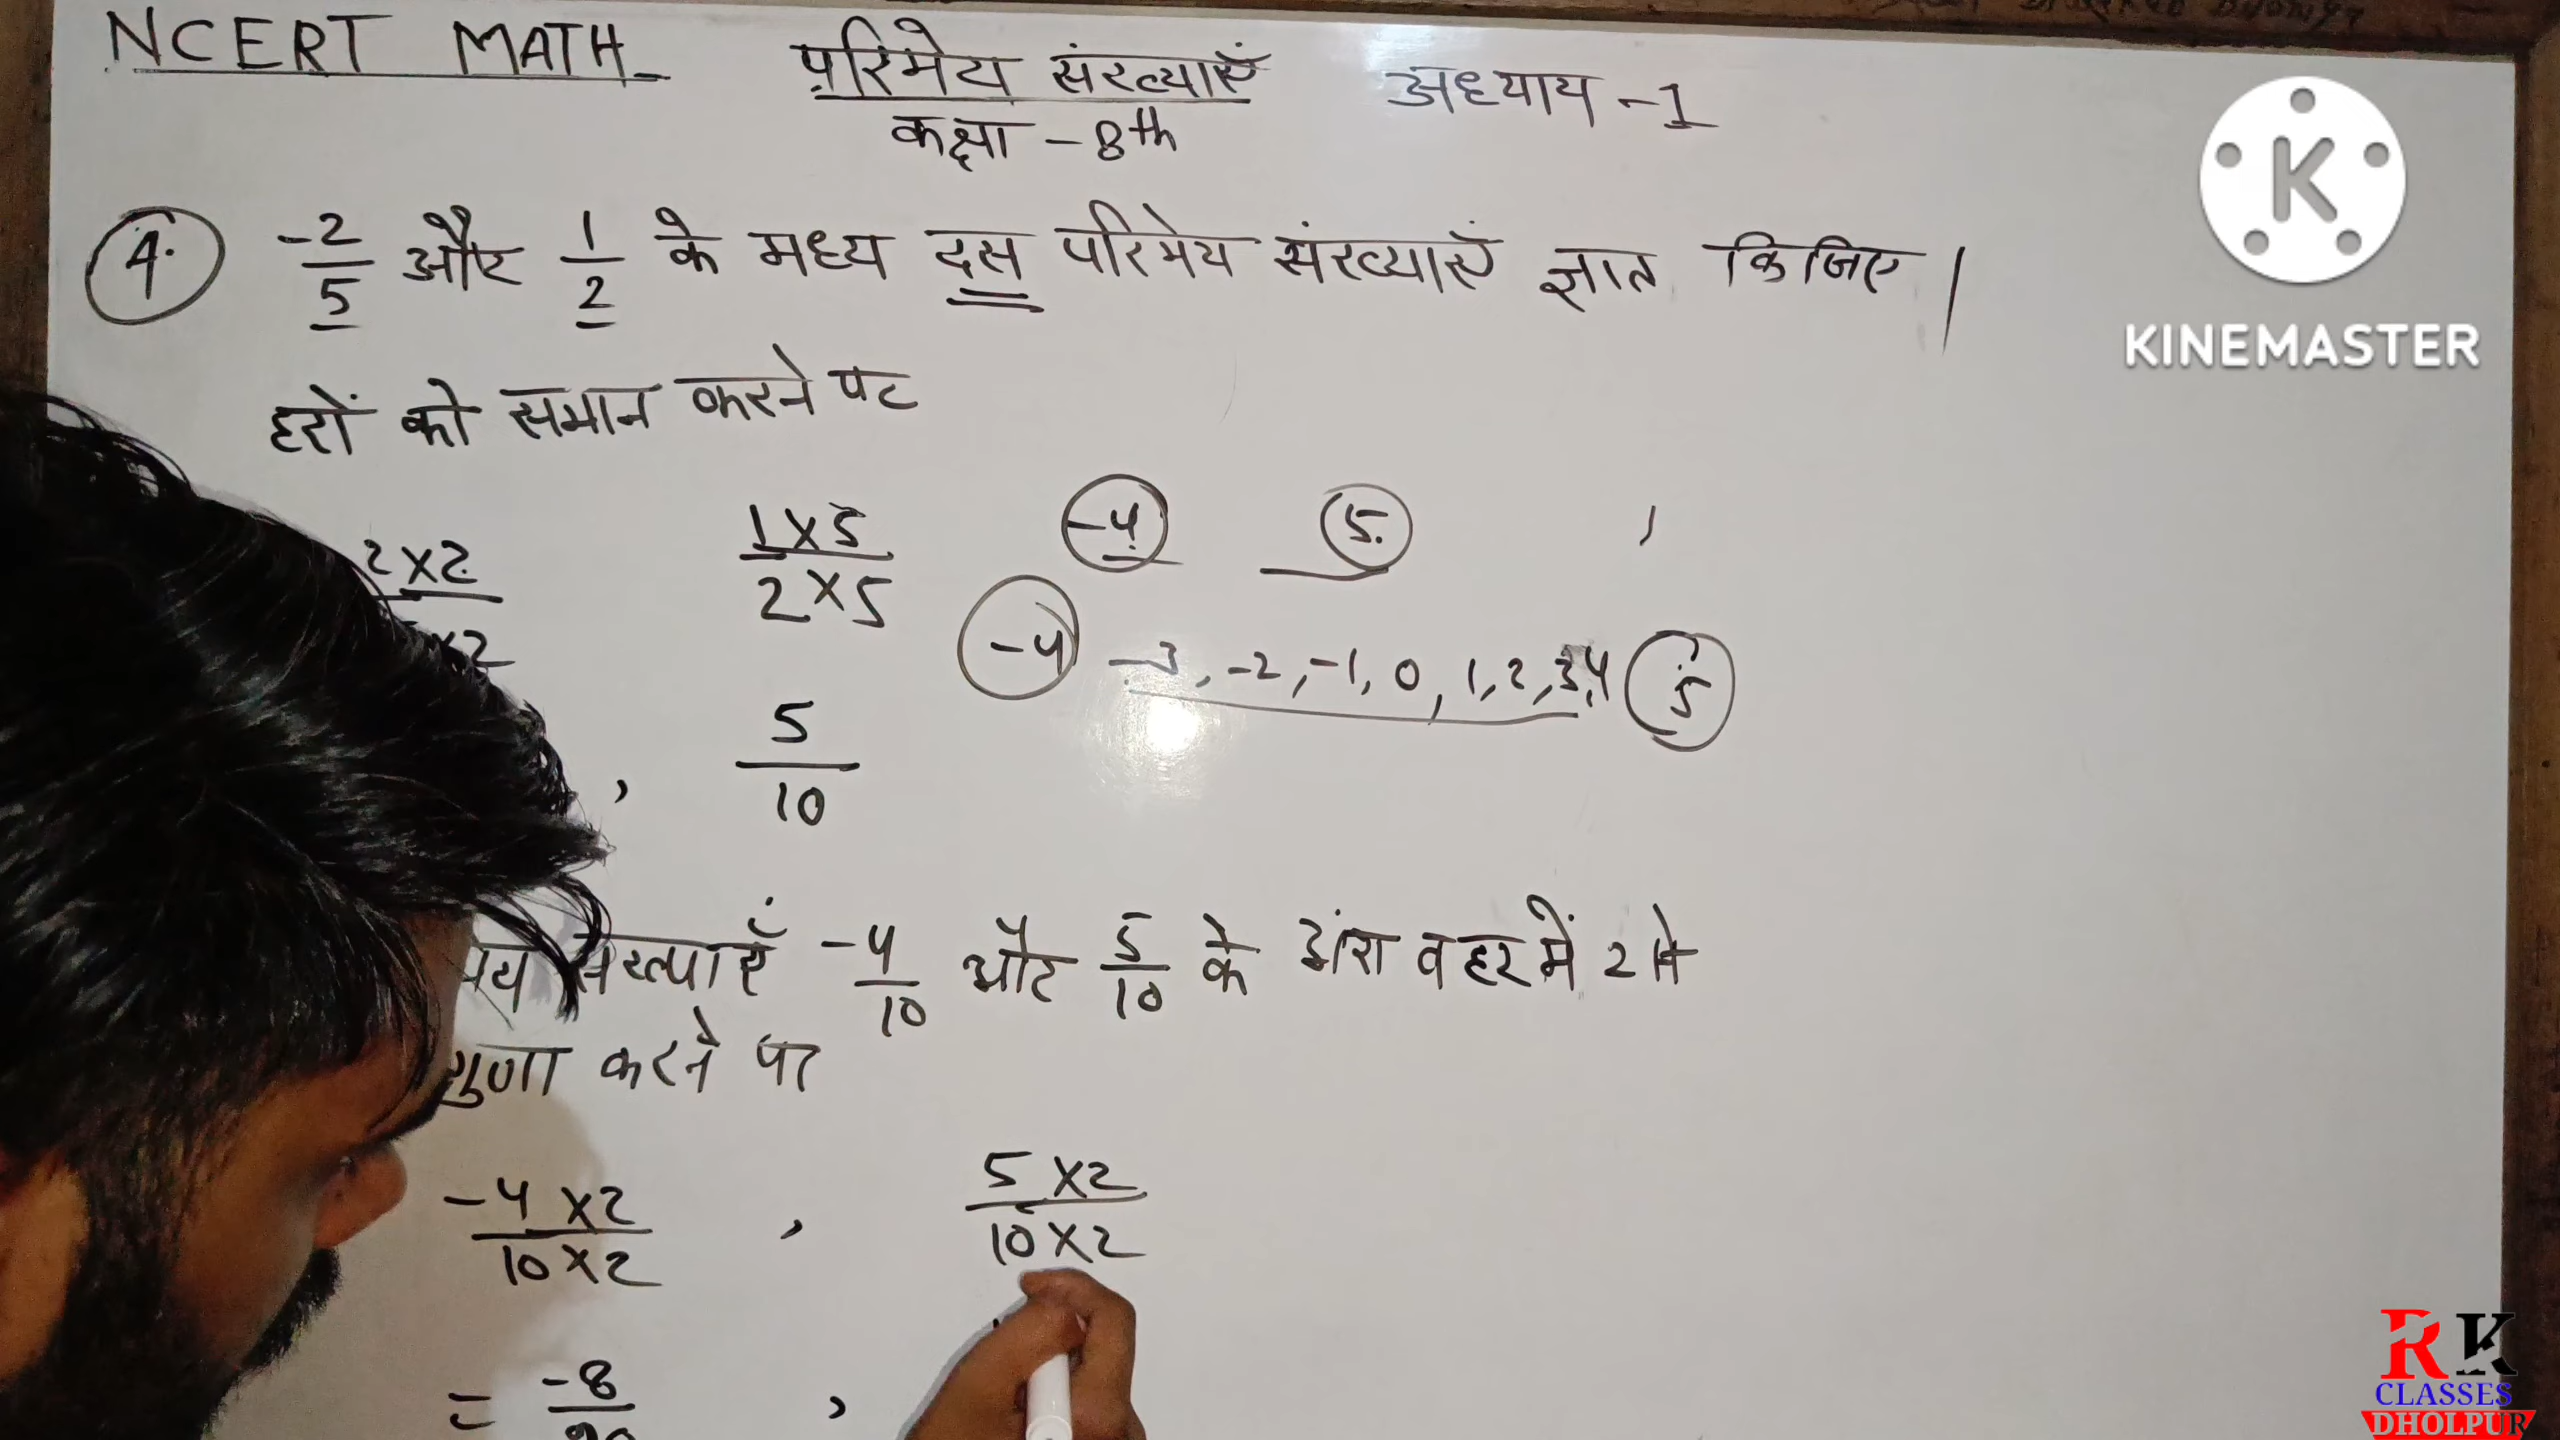 NCERT MATH
परिमेय संख्याएँ
अध्याय -1
कक्षा - 8th
KINEMASTER
4. -2/5 और 1/2 के मध्य दस परिमेय संख्याएँ ज्ञात किजिए |
हरों को समान करने पर
2×2
×2
1×5/2×5
-4 5
-4 -3, -2, -1, 0, 1, 2, 3,4 5
, 5/10
संख्याएँ -4/10 और 5/10 के अंश व हर में 2 से
गुणा करने पर
-4×2/10×2 , 5×2/10×2
= -8 ,
RK
CLASSES
DHOLPUR